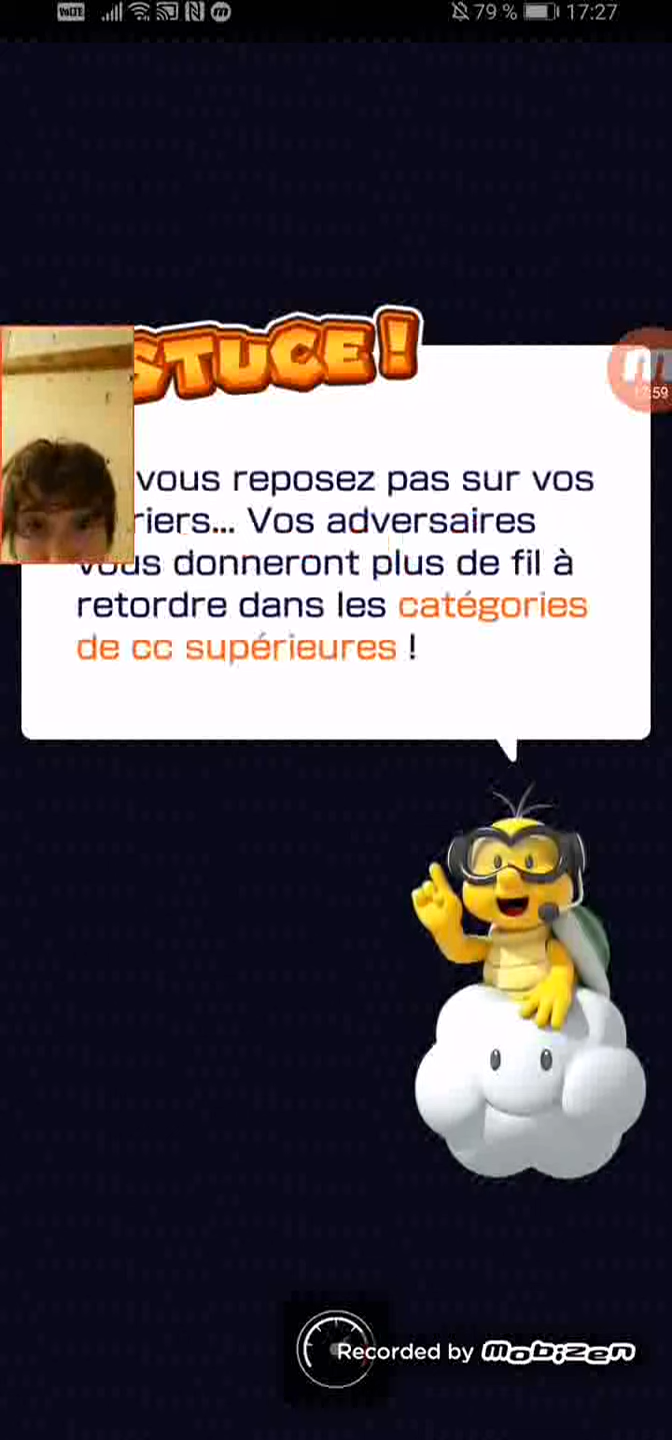 VoLTE 79 % 17:27
STUCE!
vous reposez pas sur vos
riers... Vos adversaires
vous donneront plus de fil à
retordre dans les catégories
de cc supérieures !
Recorded by mobizen